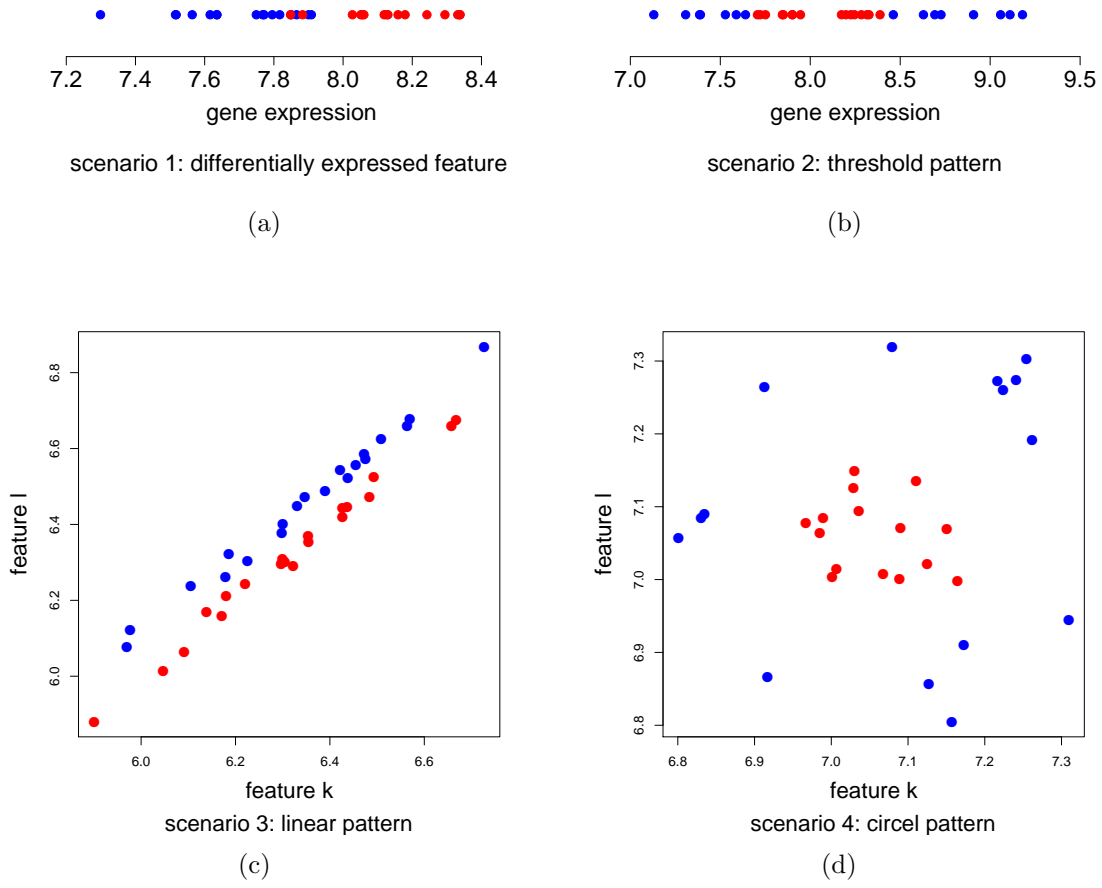 7.2 7.4 7.6 7.8 8.0 8.2 8.4
gene expression
scenario 1: differentially expressed feature
(a)
7.0 7.5 8.0 8.5 9.0 9.5
gene expression
scenario 2: threshold pattern
(b)
6.8
6.6
6.4
6.2
6.0
feature l
6.0 6.2 6.4 6.6
feature k
scenario 3: linear pattern
(c)
7.3
7.2
7.1
7.0
6.9
6.8
feature l
6.8 6.9 7.0 7.1 7.2 7.3
feature k
scenario 4: circel pattern
(d)